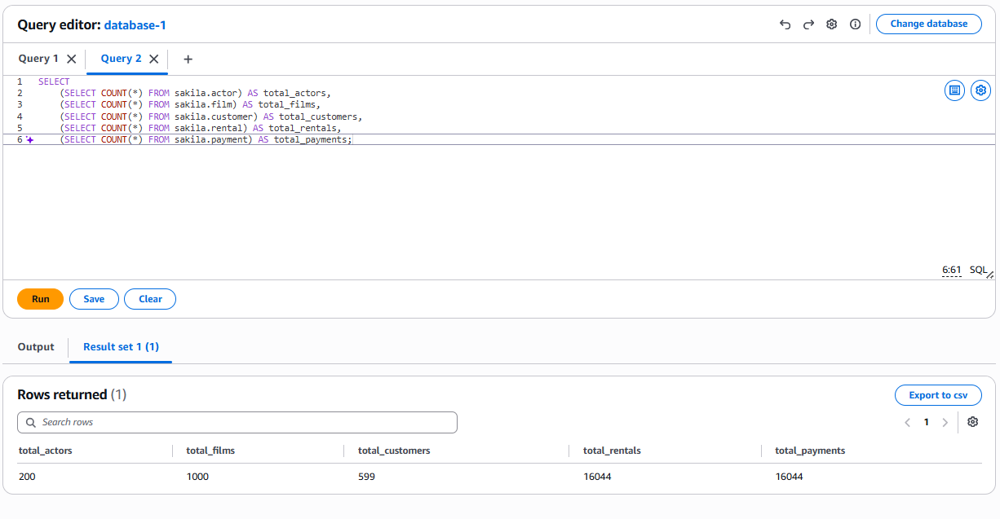 Query editor: database-1
Change database
Query 1
Query 2
1 SELECT
2 (SELECT COUNT(*) FROM sakila.actor) AS total_actors,
3 (SELECT COUNT(*) FROM sakila.film) AS total_films,
4 (SELECT COUNT(*) FROM sakila.customer) AS total_customers,
5 (SELECT COUNT(*) FROM sakila.rental) AS total_rentals,
6 (SELECT COUNT(*) FROM sakila.payment) AS total_payments;
6:61 SQL
Run Save Clear
Output Result set 1 (1)
Rows returned (1)
Export to csv
Search rows
1
total_actors total_films total_customers total_rentals total_payments
200 1000 599 16044 16044